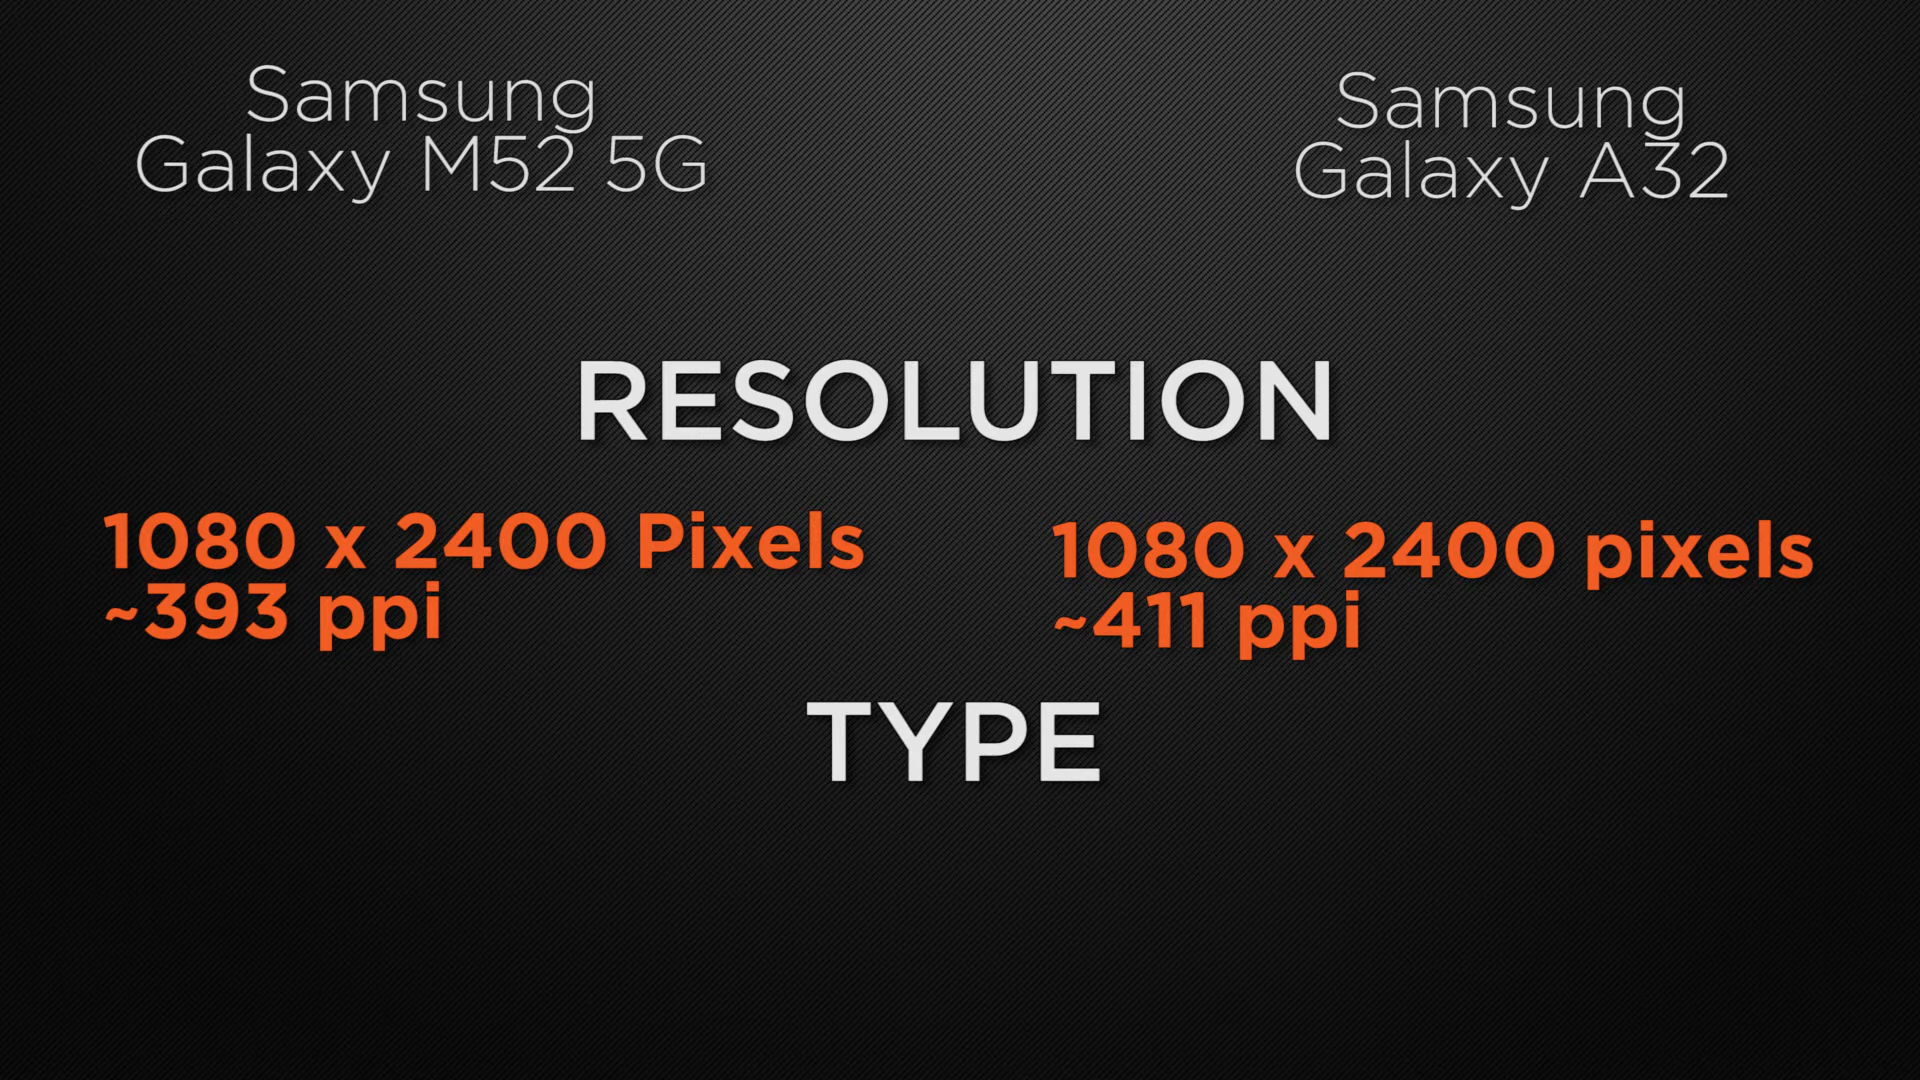 Samsung
Galaxy M52 5G
Samsung
Galaxy A32
RESOLUTION
1080 x 2400 Pixels
~393 ppi
1080 x 2400 pixels
~411 ppi
TYPE